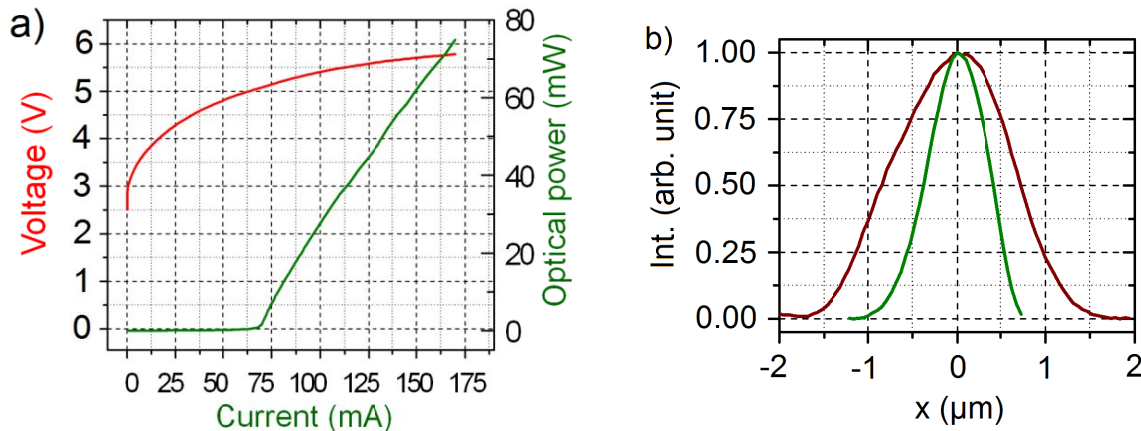 a)
Voltage (V)
6
5
4
3
2
1
0
80
60
40
20
0
Optical power (mW)
0 25 50 75 100 125 150 175
Current (mA)
b)
Int. (arb. unit)
1.00
0.75
0.50
0.25
0.00
-2 -1 0 1 2
x (μm)